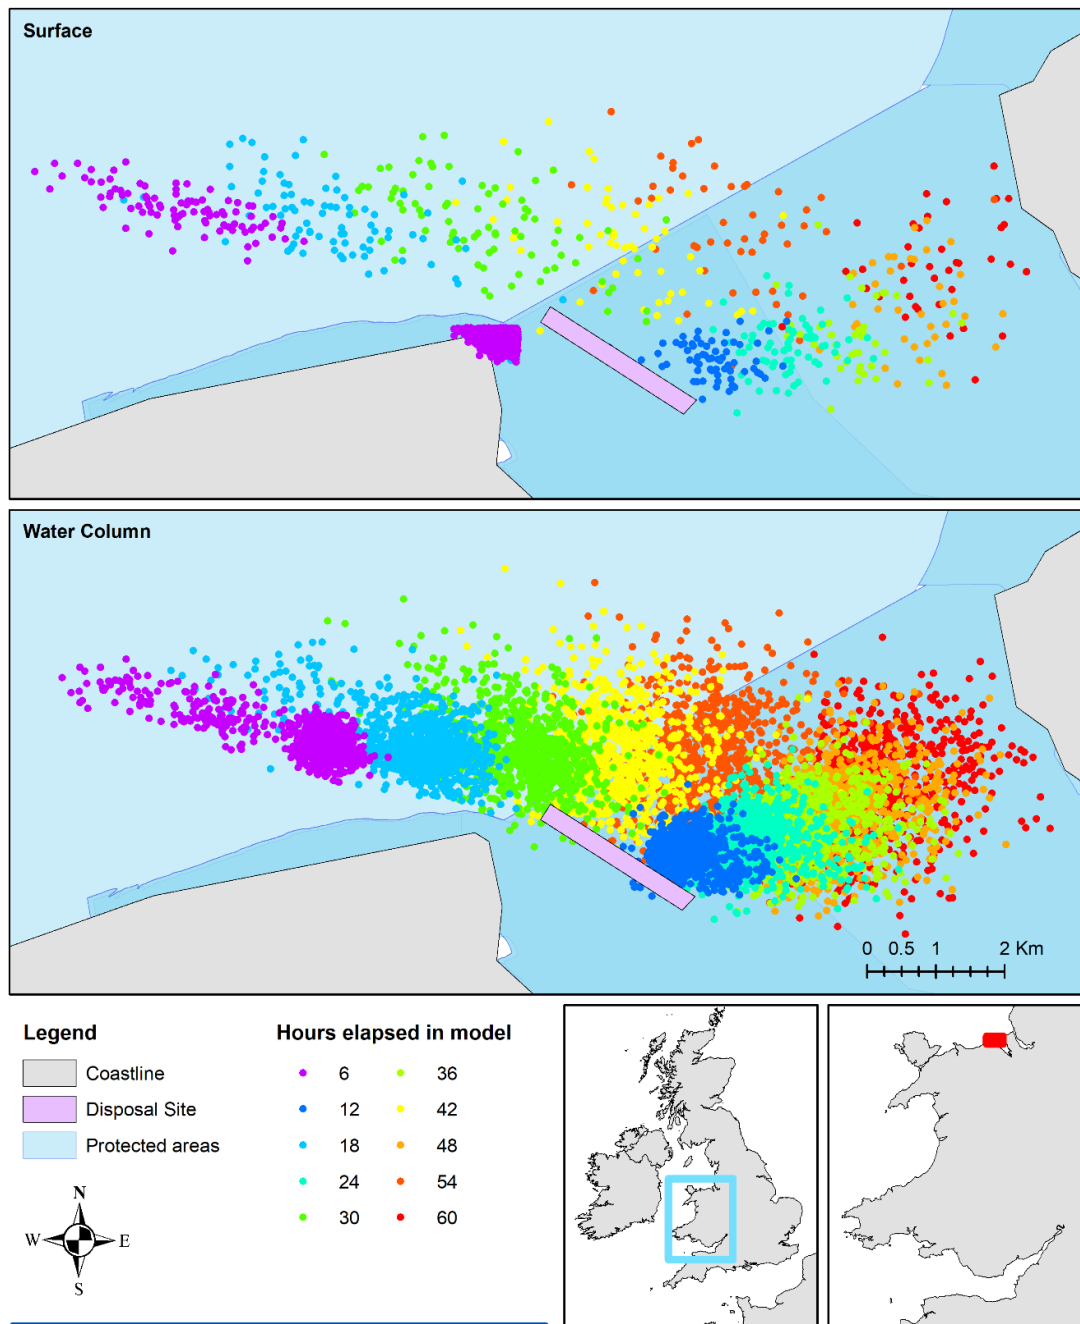 Surface
Water Column
0 0.5 1 2 Km
Legend
Coastline
Disposal Site
Protected areas
N
W E
S
Hours elapsed in model
6 36
12 42
18 48
24 54
30 60